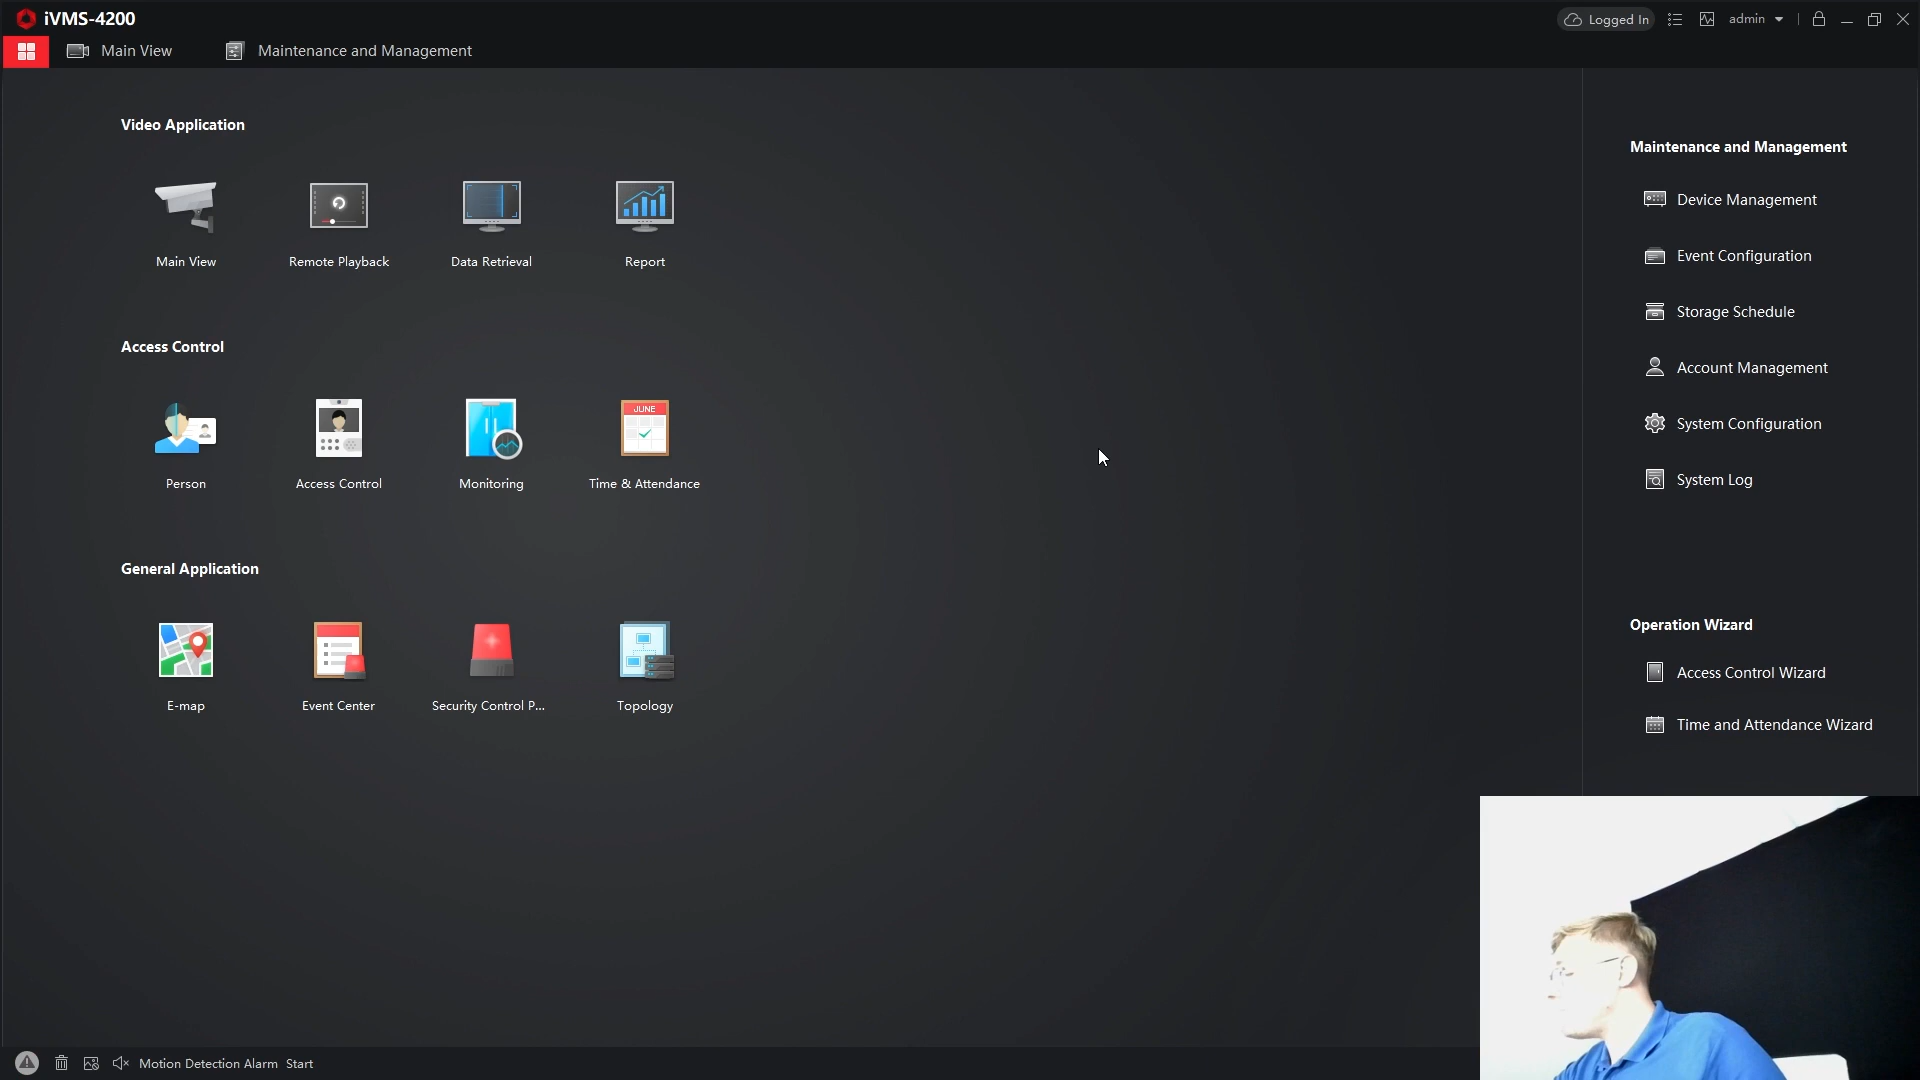 iVMS-4200
Logged In
admin
Main View
Maintenance and Management
Video Application
Main View
Remote Playback
Data Retrieval
Report
Access Control
JUNE
Person
Access Control
Monitoring
Time & Attendance
General Application
E-map
Event Center
Security Control P...
Topology
Maintenance and Management
Device Management
Event Configuration
Storage Schedule
Account Management
System Configuration
System Log
Operation Wizard
Access Control Wizard
Time and Attendance Wizard
Motion Detection Alarm Start